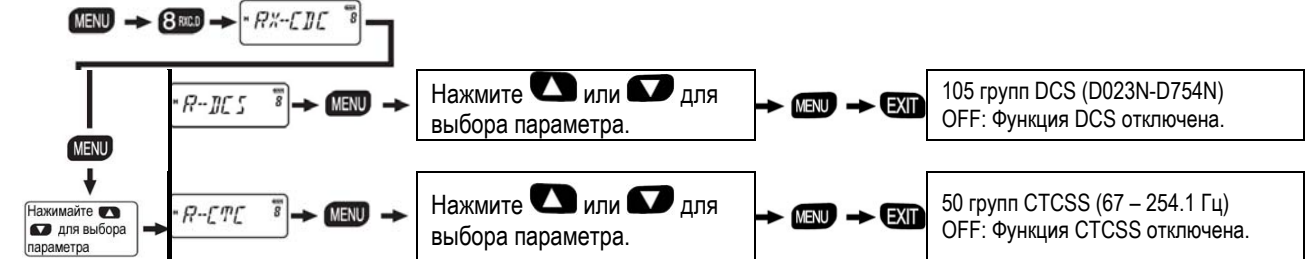 MENU 8 RXC.D RX-CDC 8
R-DCS 8 MENU Нажмите или для выбора параметра. MENU EXIT 105 групп DCS (D023N-D754N)
OFF: Функция DCS отключена.
MENU
Нажимайте
для выбора
параметра
R-CTC 8 MENU Нажмите или для выбора параметра. MENU EXIT 50 групп CTCSS (67 – 254.1 Гц)
OFF: Функция CTCSS отключена.